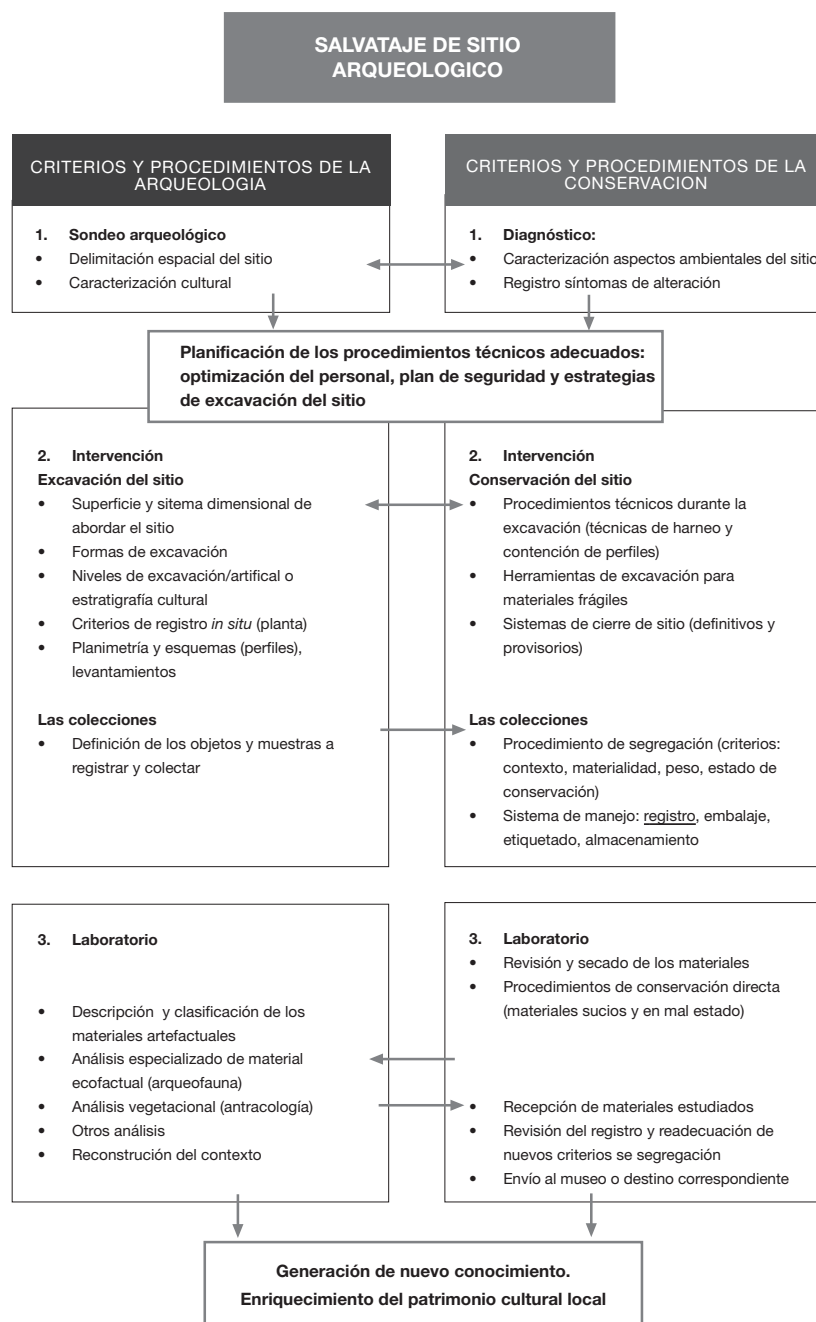 SALVATAJE DE SITIO
ARQUEOLOGICO
CRITERIOS Y PROCEDIMIENTOS DE LA
ARQUEOLOGIA
1. Sondeo arqueológico
• Delimitación espacial del sitio
• Caracterización cultural
CRITERIOS Y PROCEDIMIENTOS DE LA
CONSERVACION
1. Diagnóstico:
• Caracterización aspectos ambientales del sitio
• Registro síntomas de alteración
Planificación de los procedimientos técnicos adecuados:
optimización del personal, plan de seguridad y estrategias
de excavación del sitio
2. Intervención
Excavación del sitio
• Superficie y sitema dimensional de
abordar el sitio
• Formas de excavación
• Niveles de excavación/artifical o
estratigrafía cultural
• Criterios de registro in situ (planta)
• Planimetría y esquemas (perfiles),
levantamientos
Las colecciones
• Definición de los objetos y muestras a
registrar y colectar
2. Intervención
Conservación del sitio
• Procedimientos técnicos durante la
excavación (técnicas de harneo y
contención de perfiles)
• Herramientas de excavación para
materiales frágiles
• Sistemas de cierre de sitio (definitivos y
provisorios)
Las colecciones
• Procedimiento de segregación (criterios:
contexto, materialidad, peso, estado de
conservación)
• Sistema de manejo: registro, embalaje,
etiquetado, almacenamiento
3. Laboratorio
• Descripción y clasificación de los
materiales artefactuales
• Análisis especializado de material
ecofactual (arqueofauna)
• Análisis vegetacional (antracología)
• Otros análisis
• Reconstrución del contexto
3. Laboratorio
• Revisión y secado de los materiales
• Procedimientos de conservación directa
(materiales sucios y en mal estado)
• Recepción de materiales estudiados
• Revisión del registro y readecuación de
nuevos criterios se segregación
• Envío al museo o destino correspondiente
Generación de nuevo conocimiento.
Enriquecimiento del patrimonio cultural local